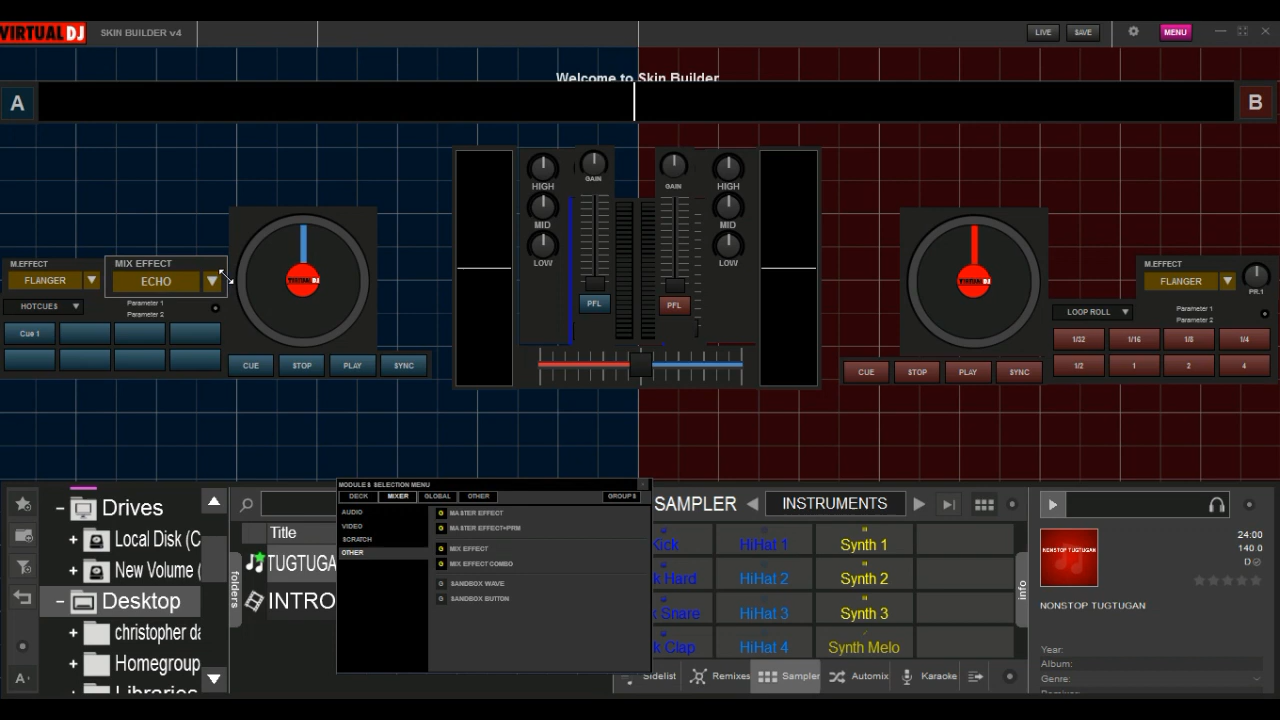 VIRTUAL DJ SKIN BUILDER v4 LIVE SAVE MENU
Welcome to Skin Builder
A B
HIGH GAIN GAIN HIGH
MID MID
LOW LOW
M.EFFECT MIX EFFECT M.EFFECT
FLANGER ECHO FLANGER PR.1
HOTCUES Parameter 1 PFL PFL LOOP ROLL Parameter 1
Parameter 2 Parameter 2
Cue 1 1/32 1/16 1/8 1/4
CUE STOP PLAY SYNC CUE STOP PLAY SYNC 1/2 1 2 4
MODULES SELECTION MENU
DECK MIXER GLOBAL OTHER GROUPS
AUDIO MASTER EFFECT
VIDEO MASTER EFFECT+PRM
SCRATCH
OTHER MIX EFFECT
MIX EFFECT COMBO
SANDBOX WAVE
SANDBOX BUTTON
Drives
Local Disk (C
New Volume (
Desktop
christopher da
Homegroup
Libraries
folders
Title
TUGTUGA
INTRO
SAMPLER INSTRUMENTS
Kick HiHat 1 Synth 1
k Hard HiHat 2 Synth 2
k Snare HiHat 3 Synth 3
k Clap HiHat 4 Synth Melo
Sidelist Remixes Sampler Automix Karaoke
info
NONSTOP TUGTUGAN
24:00
140.0
D
NONSTOP TUGTUGAN
Year:
Album:
Genre: